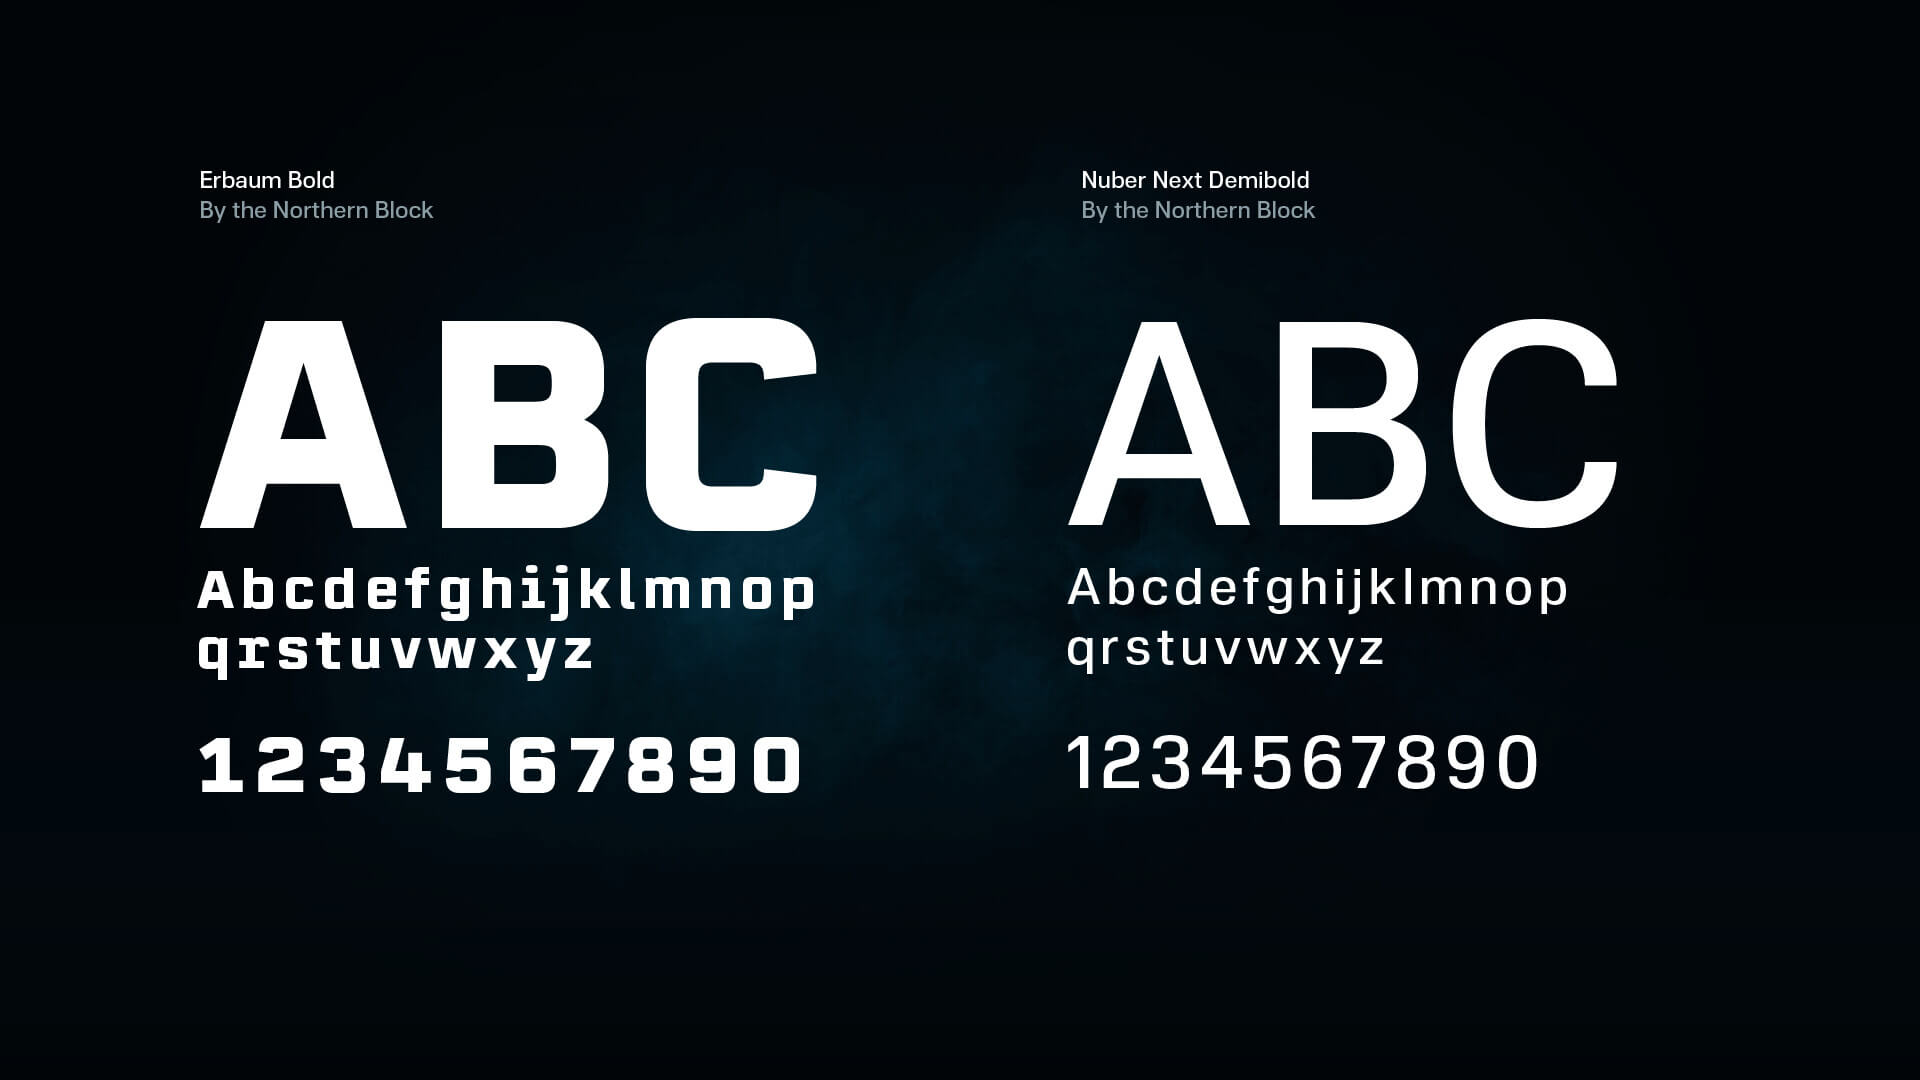 Erbaum Bold
By the Northern Block
ABC
Abcdefghijklmnop
qrstuvwxyz
1234567890
Nuber Next Demibold
By the Northern Block
ABC
Abcdefghijklmnop
qrstuvwxyz
1234567890